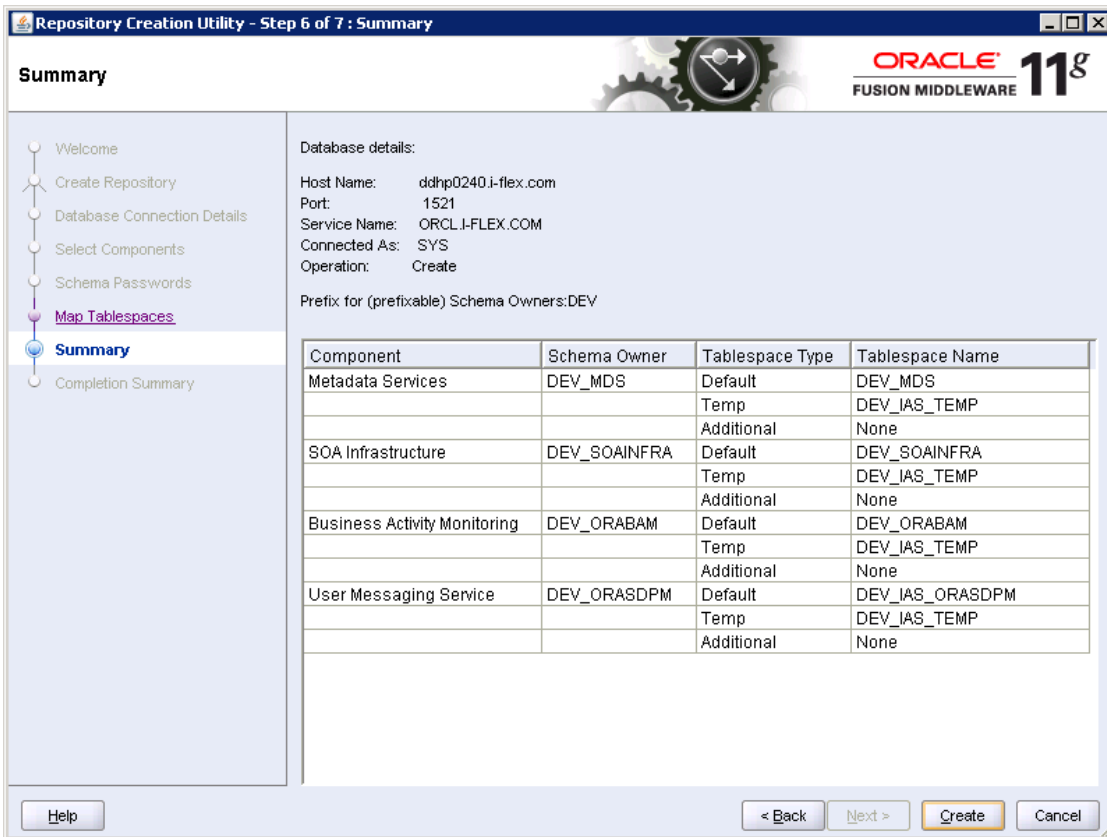 Repository Creation Utility - Step 6 of 7 : Summary
Summary
ORACLE
FUSION MIDDLEWARE
11g
Welcome
Create Repository
Database Connection Details
Select Components
Schema Passwords
Map Tablespaces
Summary
Completion Summary
Database details:
Host Name: ddhp0240.i-flex.com
Port: 1521
Service Name: ORCL.I-FLEX.COM
Connected As: SYS
Operation: Create
Prefix for (prefixable) Schema Owners:DEV
Component Schema Owner Tablespace Type Tablespace Name
Metadata Services DEV_MDS Default DEV_MDS
Temp DEV_IAS_TEMP
Additional None
SOA Infrastructure DEV_SOAINFRA Default DEV_SOAINFRA
Temp DEV_IAS_TEMP
Additional None
Business Activity Monitoring DEV_ORABAM Default DEV_ORABAM
Temp DEV_IAS_TEMP
Additional None
User Messaging Service DEV_ORASDPM Default DEV_IAS_ORASDPM
Temp DEV_IAS_TEMP
Additional None
Help < Back Next > Create Cancel